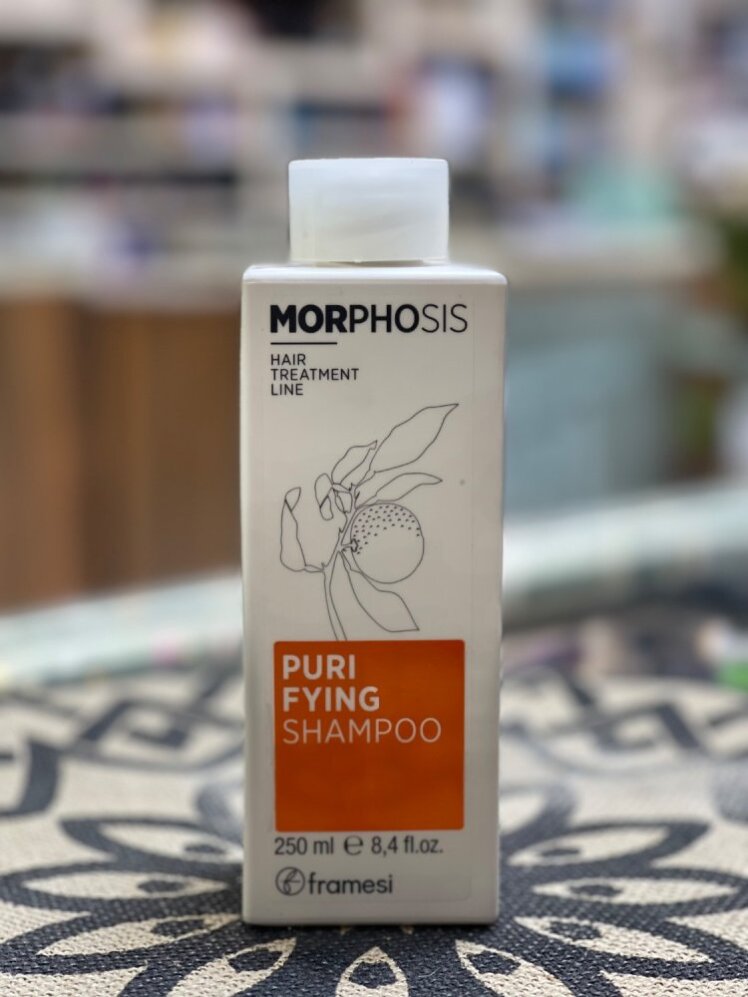 MORPHOSIS
HAIR
TREATMENT
LINE
PURI
FYING
SHAMPOO
250 ml ℮ 8,4 fl.oz.
framesi